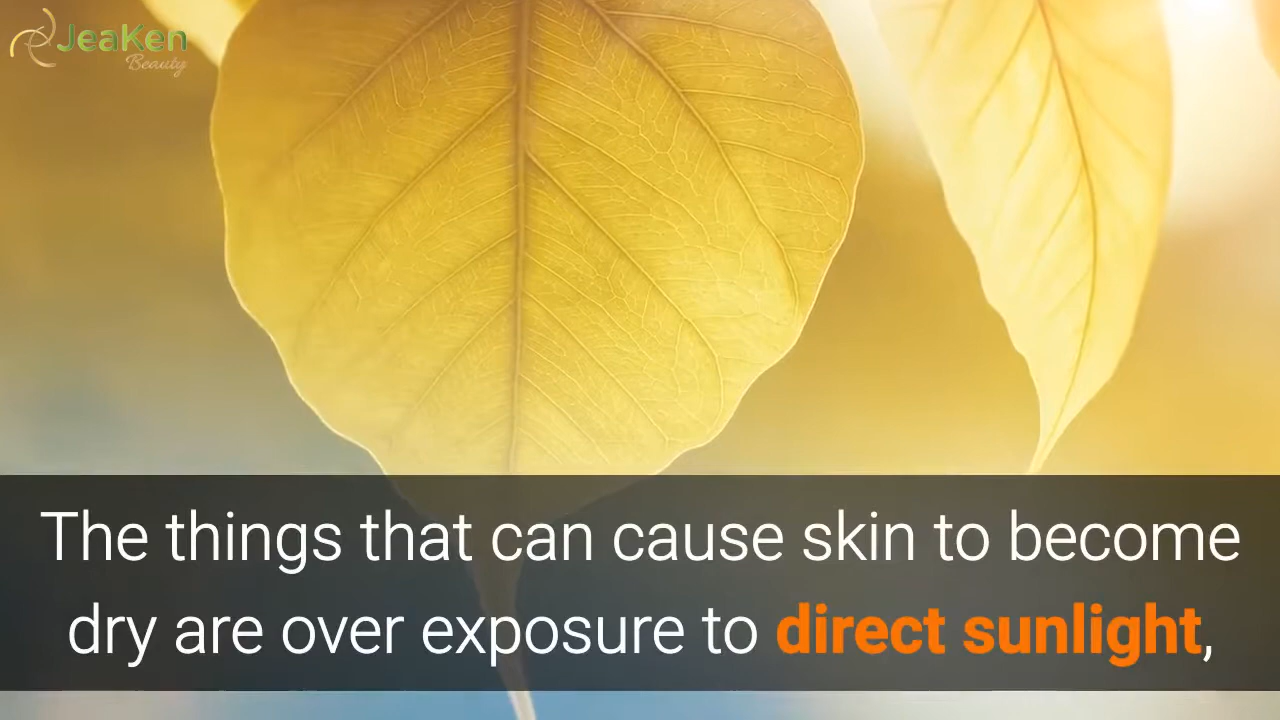 JeaKen
Beauty
The things that can cause skin to become
dry are over exposure to direct sunlight,